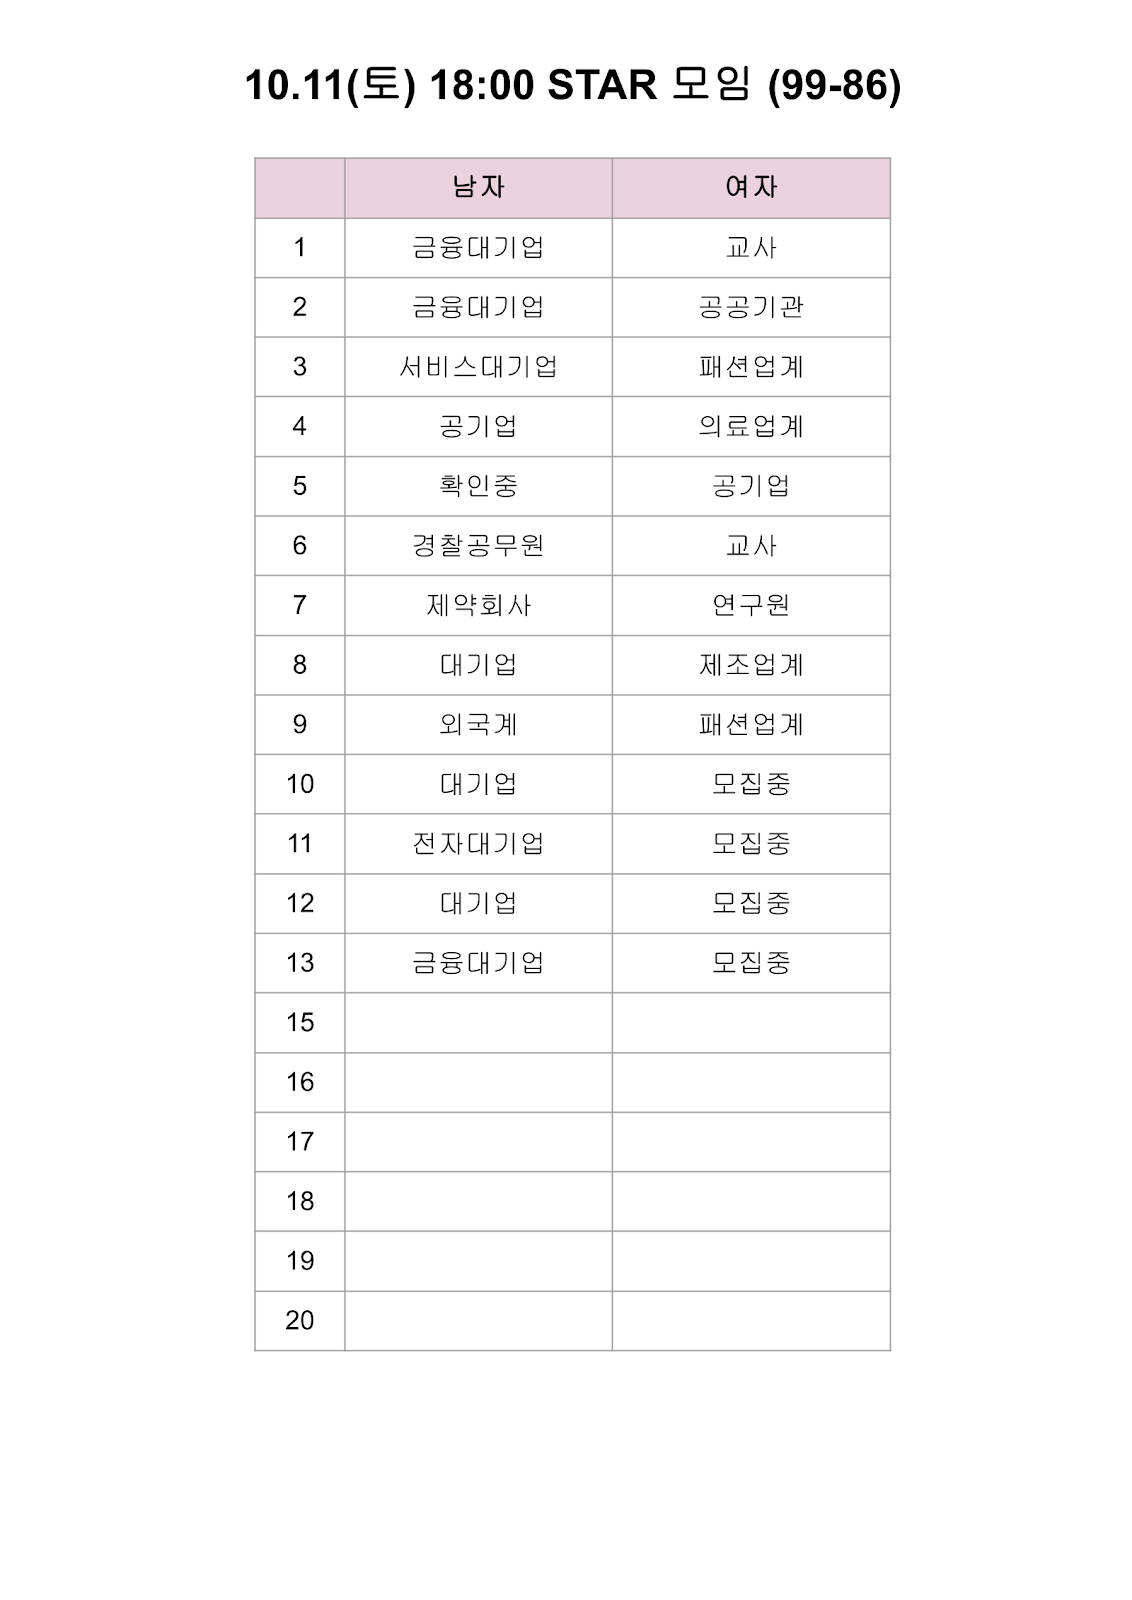 10.11(토) 18:00 STAR 모임 (99-86)
남자 여자
1 금융대기업 교사
2 금융대기업 공공기관
3 서비스대기업 패션업계
4 공기업 의료업계
5 확인중 공기업
6 경찰공무원 교사
7 제약회사 연구원
8 대기업 제조업계
9 외국계 패션업계
10 대기업 모집중
11 전자대기업 모집중
12 대기업 모집중
13 금융대기업 모집중
15
16
17
18
19
20